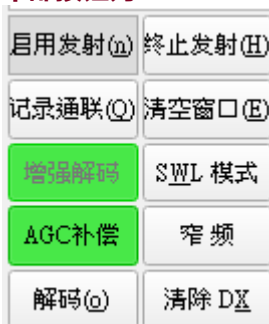 启用发射(n) 终止发射(H)
记录通联(Q) 清空窗口(E)
增强解码 SWL 模式
AGC补偿 窄 频
解码(o) 清除 DX